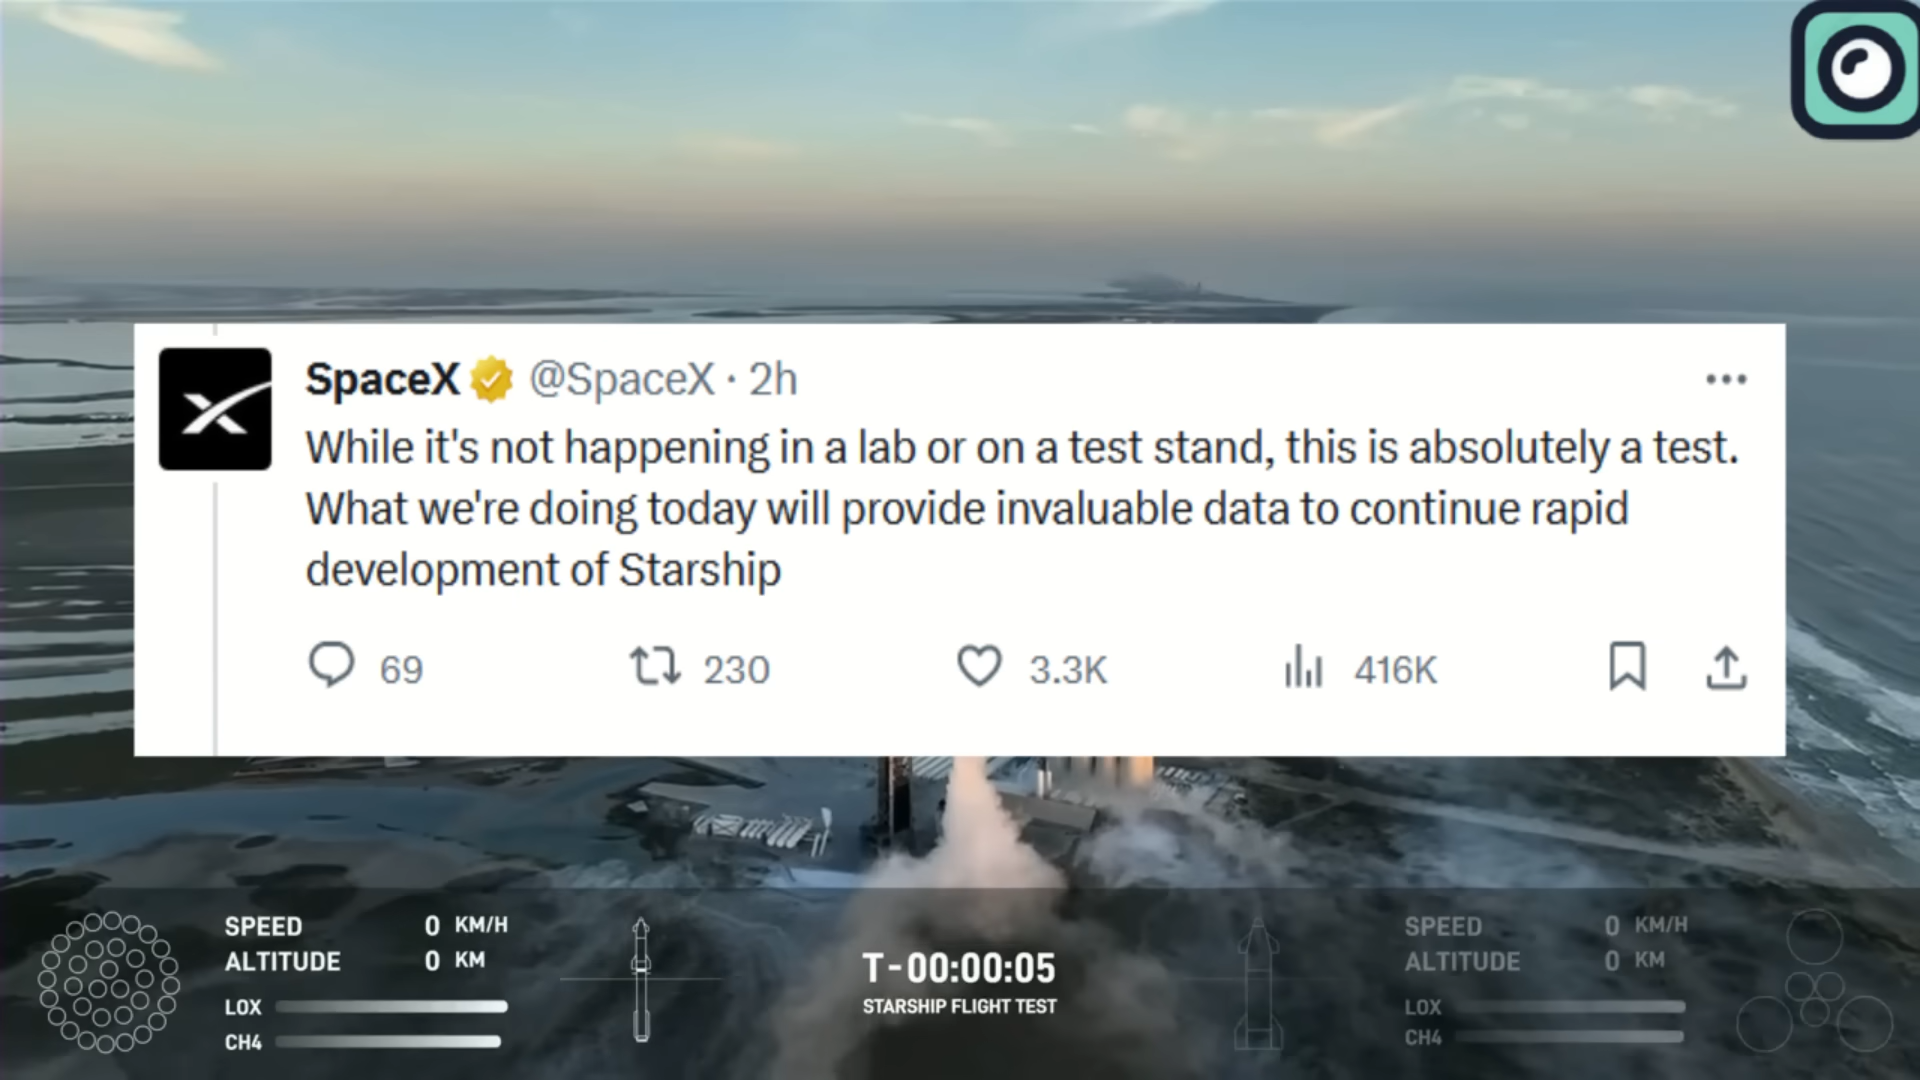 SpaceX @SpaceX · 2h
While it's not happening in a lab or on a test stand, this is absolutely a test.
What we're doing today will provide invaluable data to continue rapid
development of Starship
69 230 3.3K 416K
SPEED 0 KM/H
ALTITUDE 0 KM
LOX
CH4
T-00:00:05
STARSHIP FLIGHT TEST
SPEED 0 KM/H
ALTITUDE 0 KM
LOX
CH4